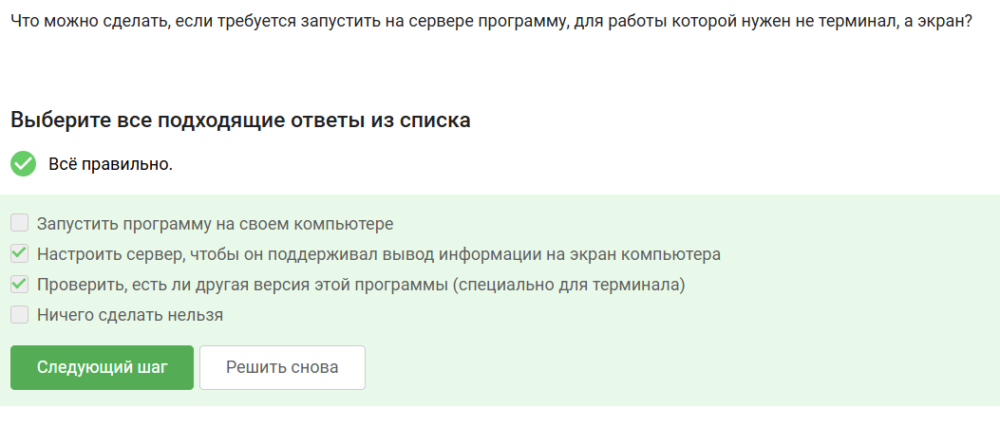 Что можно сделать, если требуется запустить на сервере программу, для работы которой нужен не терминал, а экран?
Выберите все подходящие ответы из списка
Всё правильно.
Запустить программу на своем компьютере
Настроить сервер, чтобы он поддерживал вывод информации на экран компьютера
Проверить, есть ли другая версия этой программы (специально для терминала)
Ничего сделать нельзя
Следующий шаг
Решить снова